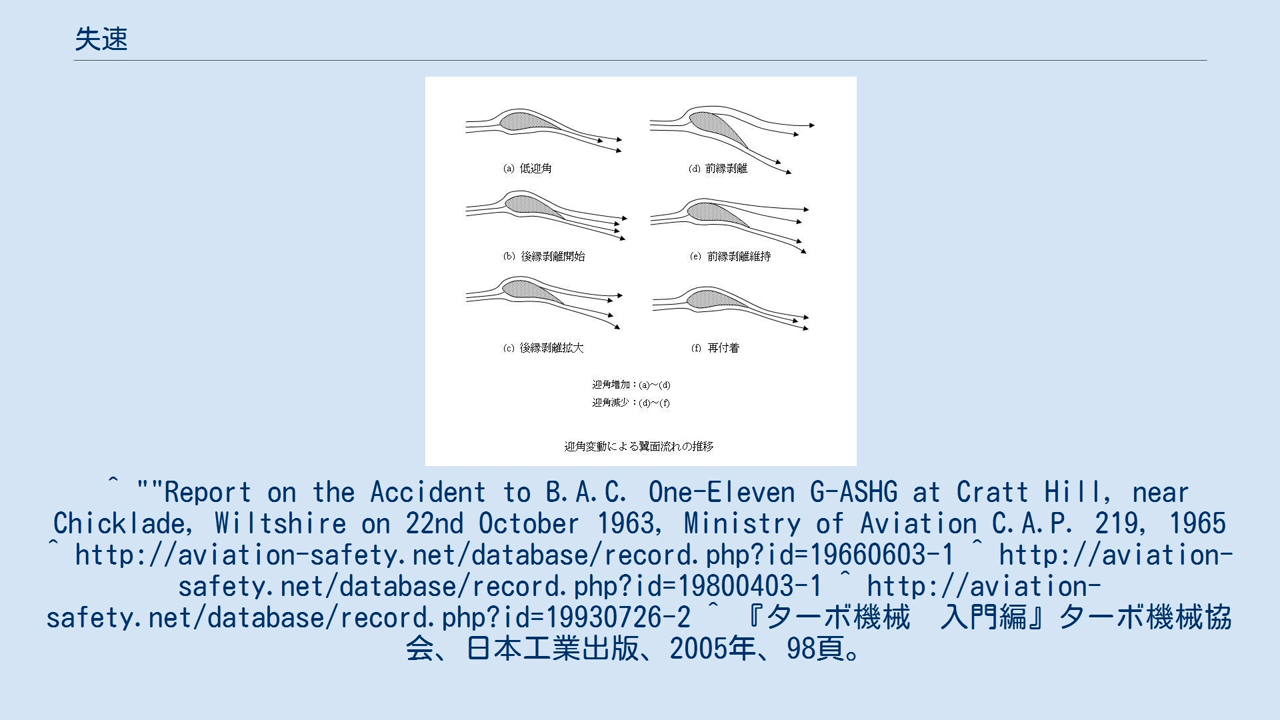 失速
(a) 低迎角
(d) 前縁剥離
(b) 後縁剥離開始
(e) 前縁剥離維持
(c) 後縁剥離拡大
(f) 再付着
迎角増加：(a)～(d)
迎角減少：(d)～(f)
迎角変動による翼面流れの推移
^ ""Report on the Accident to B.A.C. One-Eleven G-ASHG at Cratt Hill, near
Chicklade, Wiltshire on 22nd October 1963, Ministry of Aviation C.A.P. 219, 1965
^ http://aviation-safety.net/database/record.php?id=19660603-1 ^ http://aviation-
safety.net/database/record.php?id=19800403-1 ^ http://aviation-
safety.net/database/record.php?id=19930726-2 ^ 『ターボ機械　入門編』ターボ機械協
会、日本工業出版、2005年、98頁。